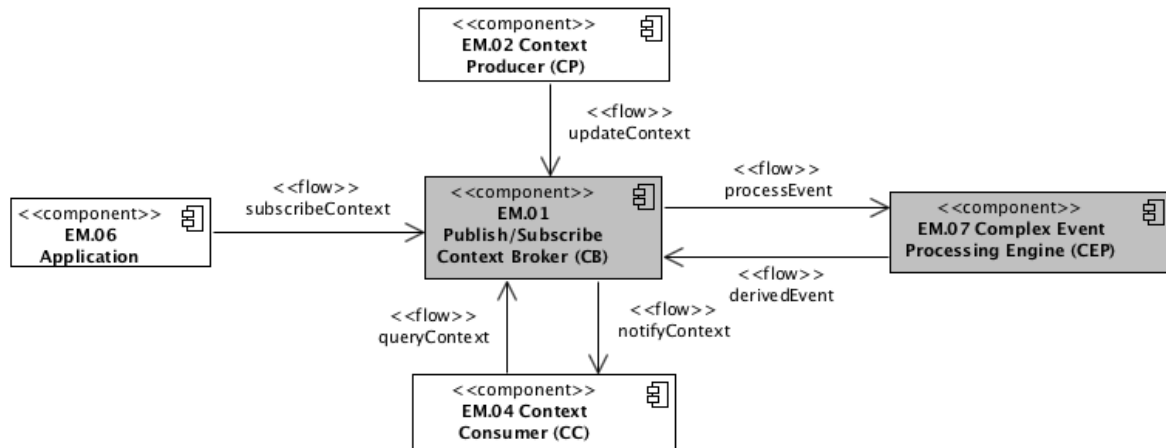 <<component>>
EM.02 Context
Producer (CP)
<<flow>>
updateContext
<<flow>>
subscribeContext
<<flow>>
processEvent
<<component>>
EM.06
Application
<<component>>
EM.01
Publish/Subscribe
Context Broker (CB)
<<component>>
EM.07 Complex Event
Processing Engine (CEP)
<<flow>>
derivedEvent
<<flow>>
queryContext
<<flow>>
notifyContext
<<component>>
EM.04 Context
Consumer (CC)